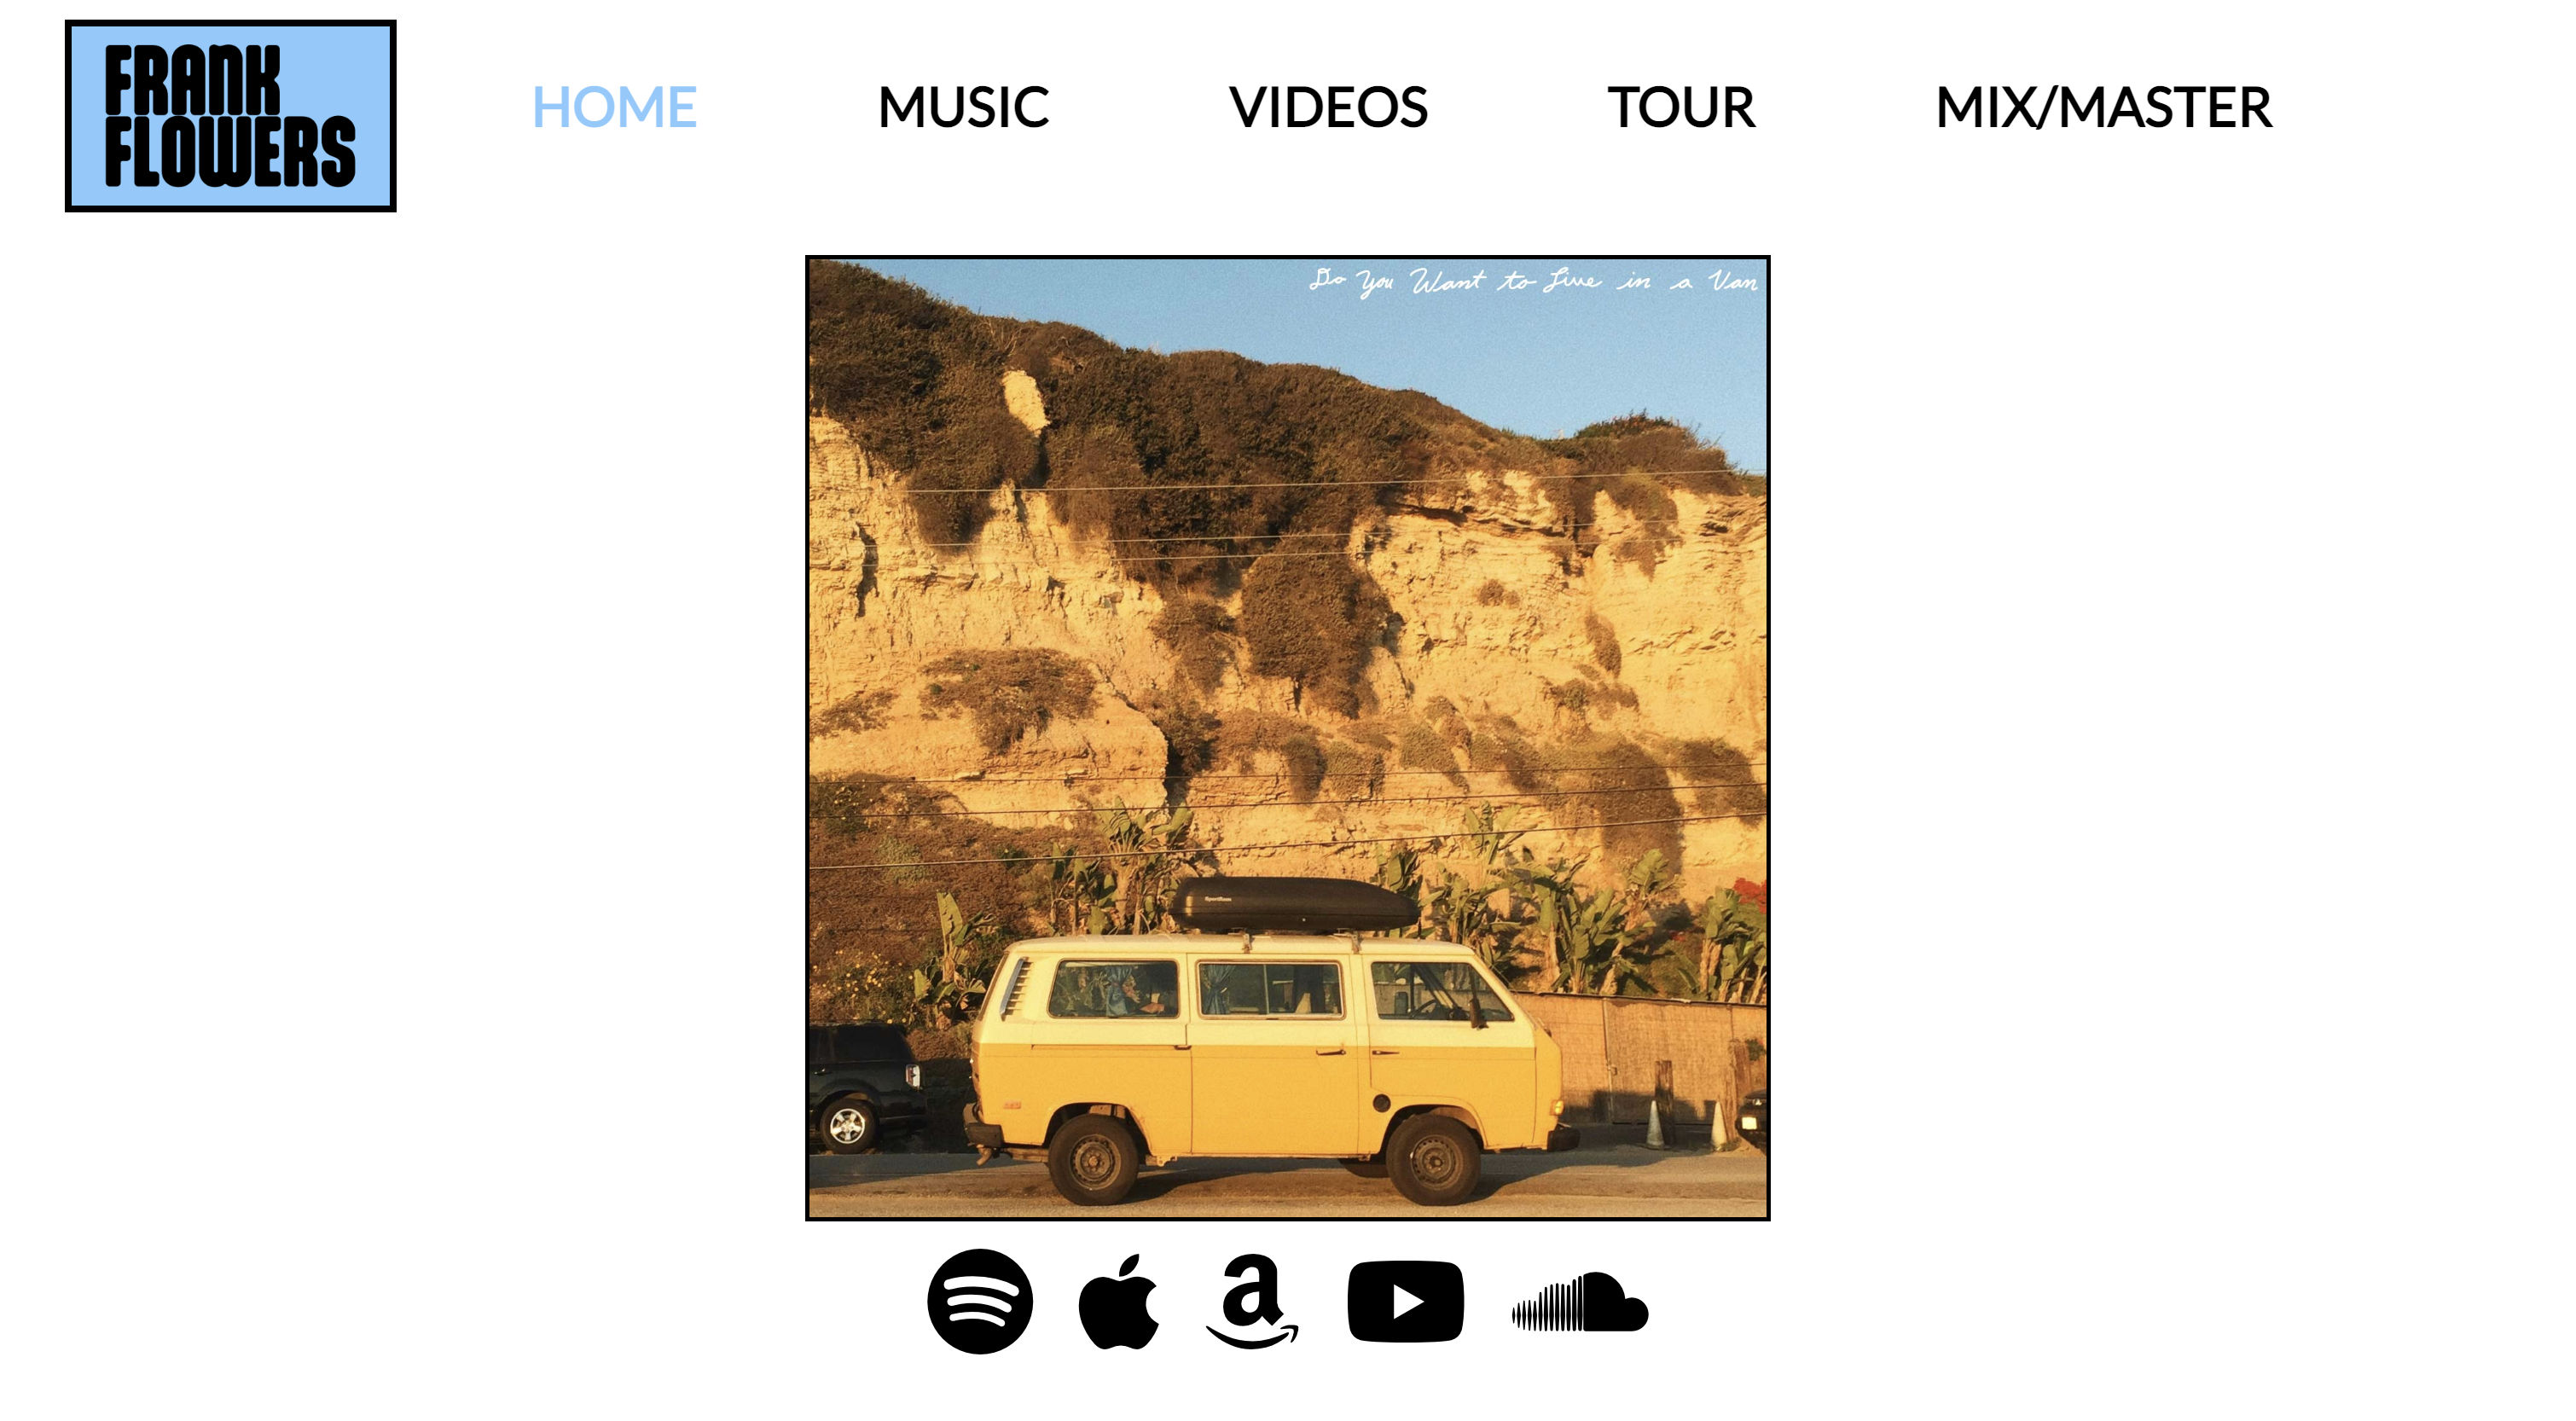 FRANK
FLOWERS
HOME MUSIC VIDEOS TOUR MIX/MASTER
Do You Want to Live in a Van